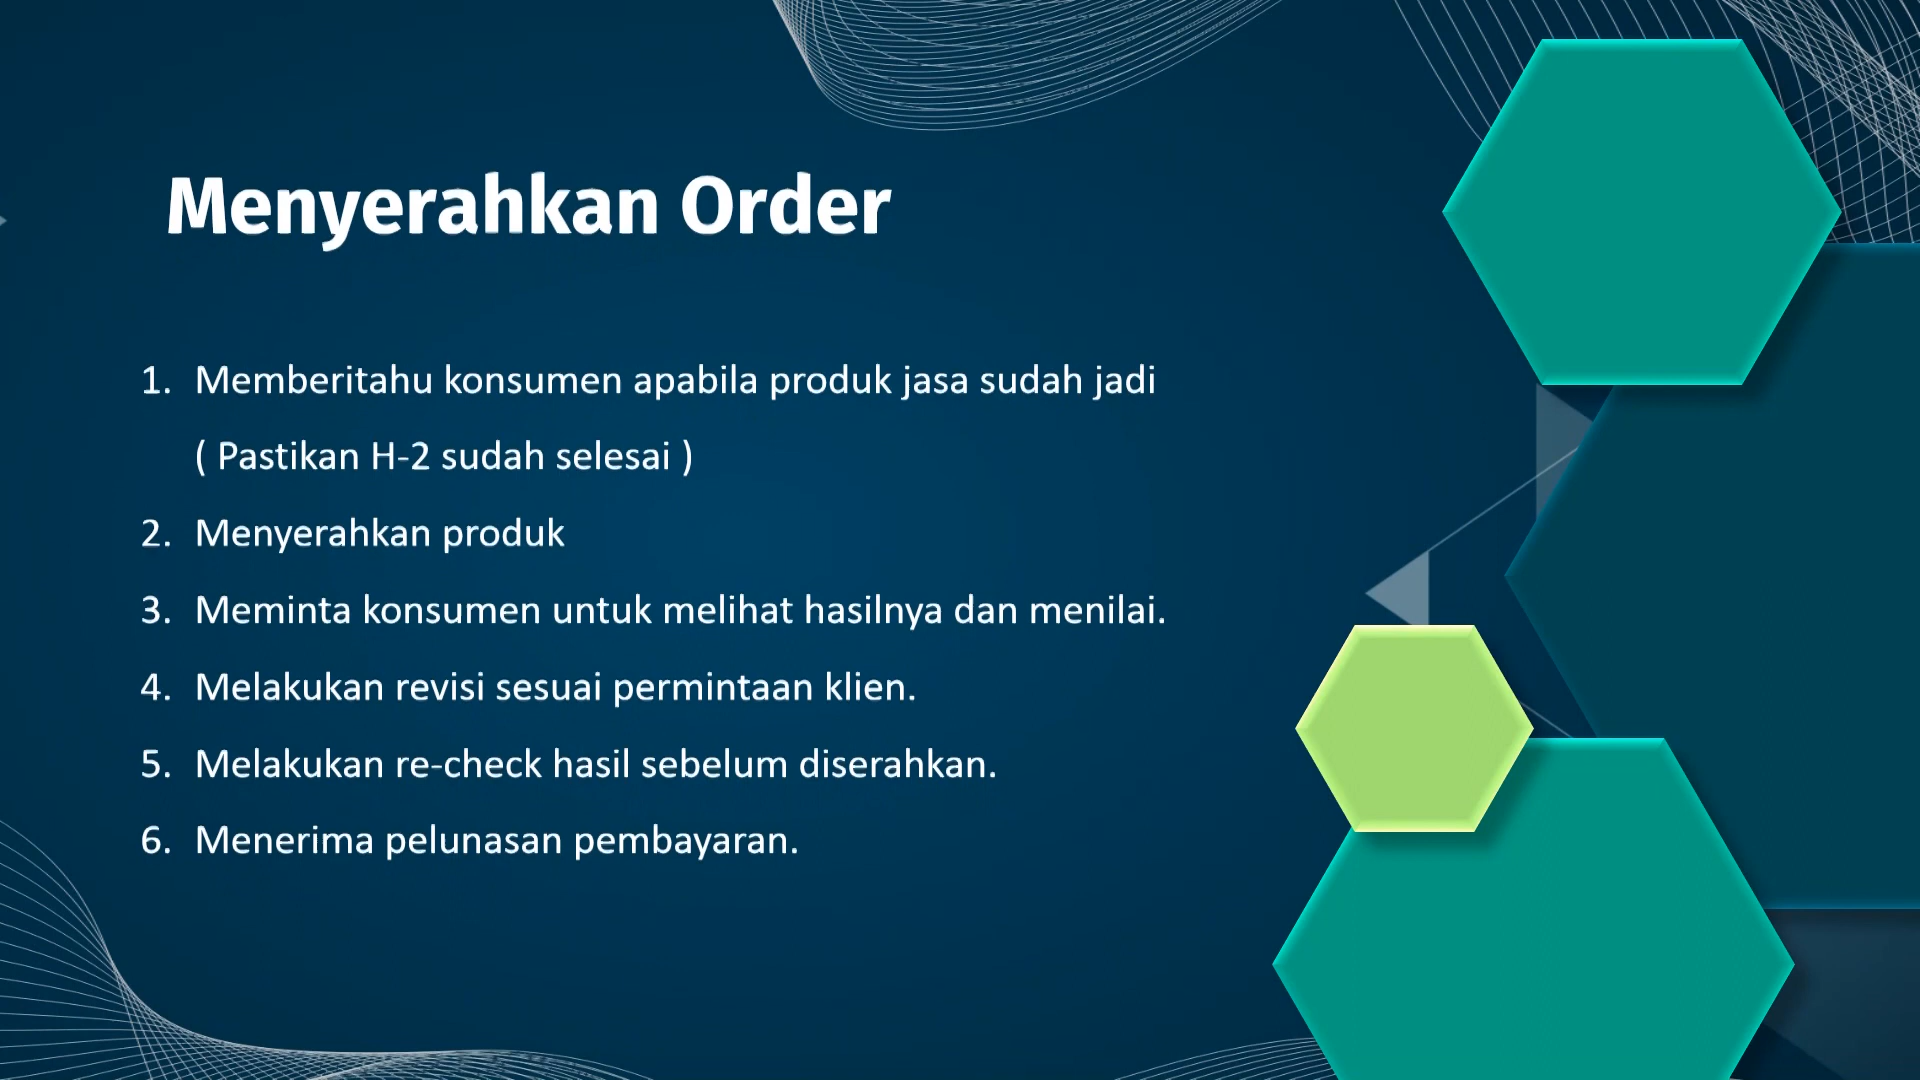 Menyerahkan Order
1. Memberitahu konsumen apabila produk jasa sudah jadi
( Pastikan H-2 sudah selesai )
2. Menyerahkan produk
3. Meminta konsumen untuk melihat hasilnya dan menilai.
4. Melakukan revisi sesuai permintaan klien.
5. Melakukan re-check hasil sebelum diserahkan.
6. Menerima pelunasan pembayaran.